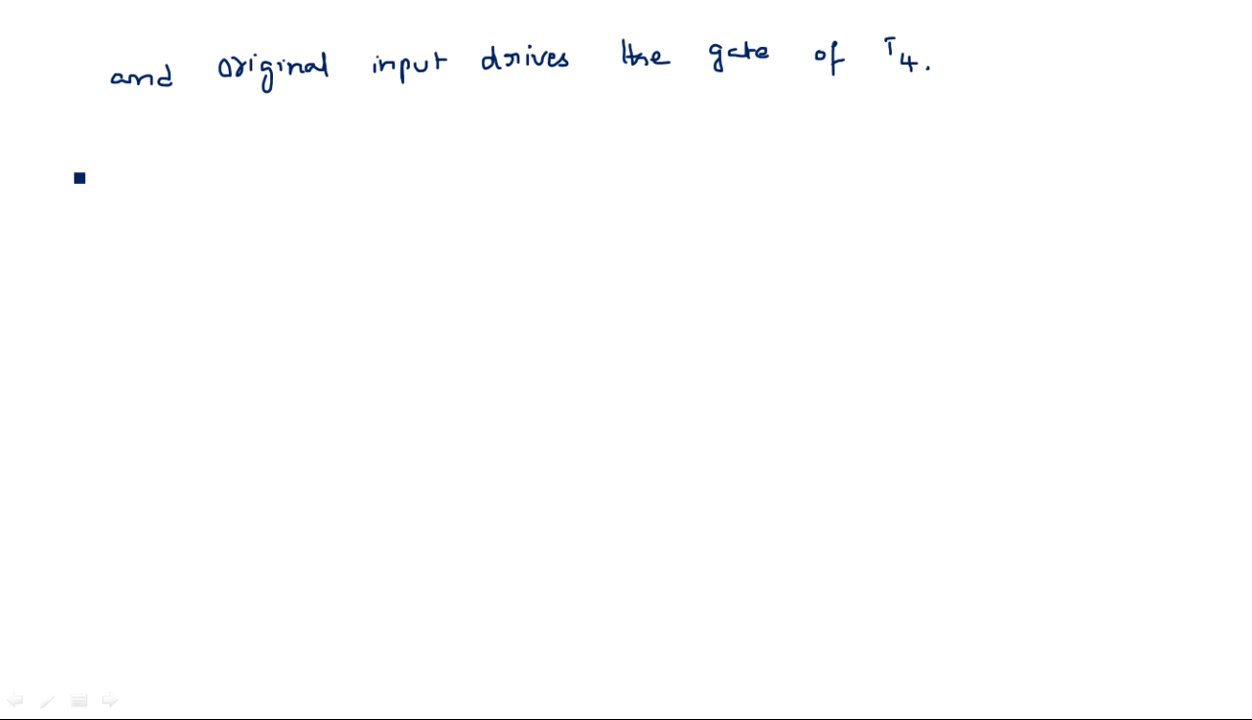 and original input drives the gate of T4.